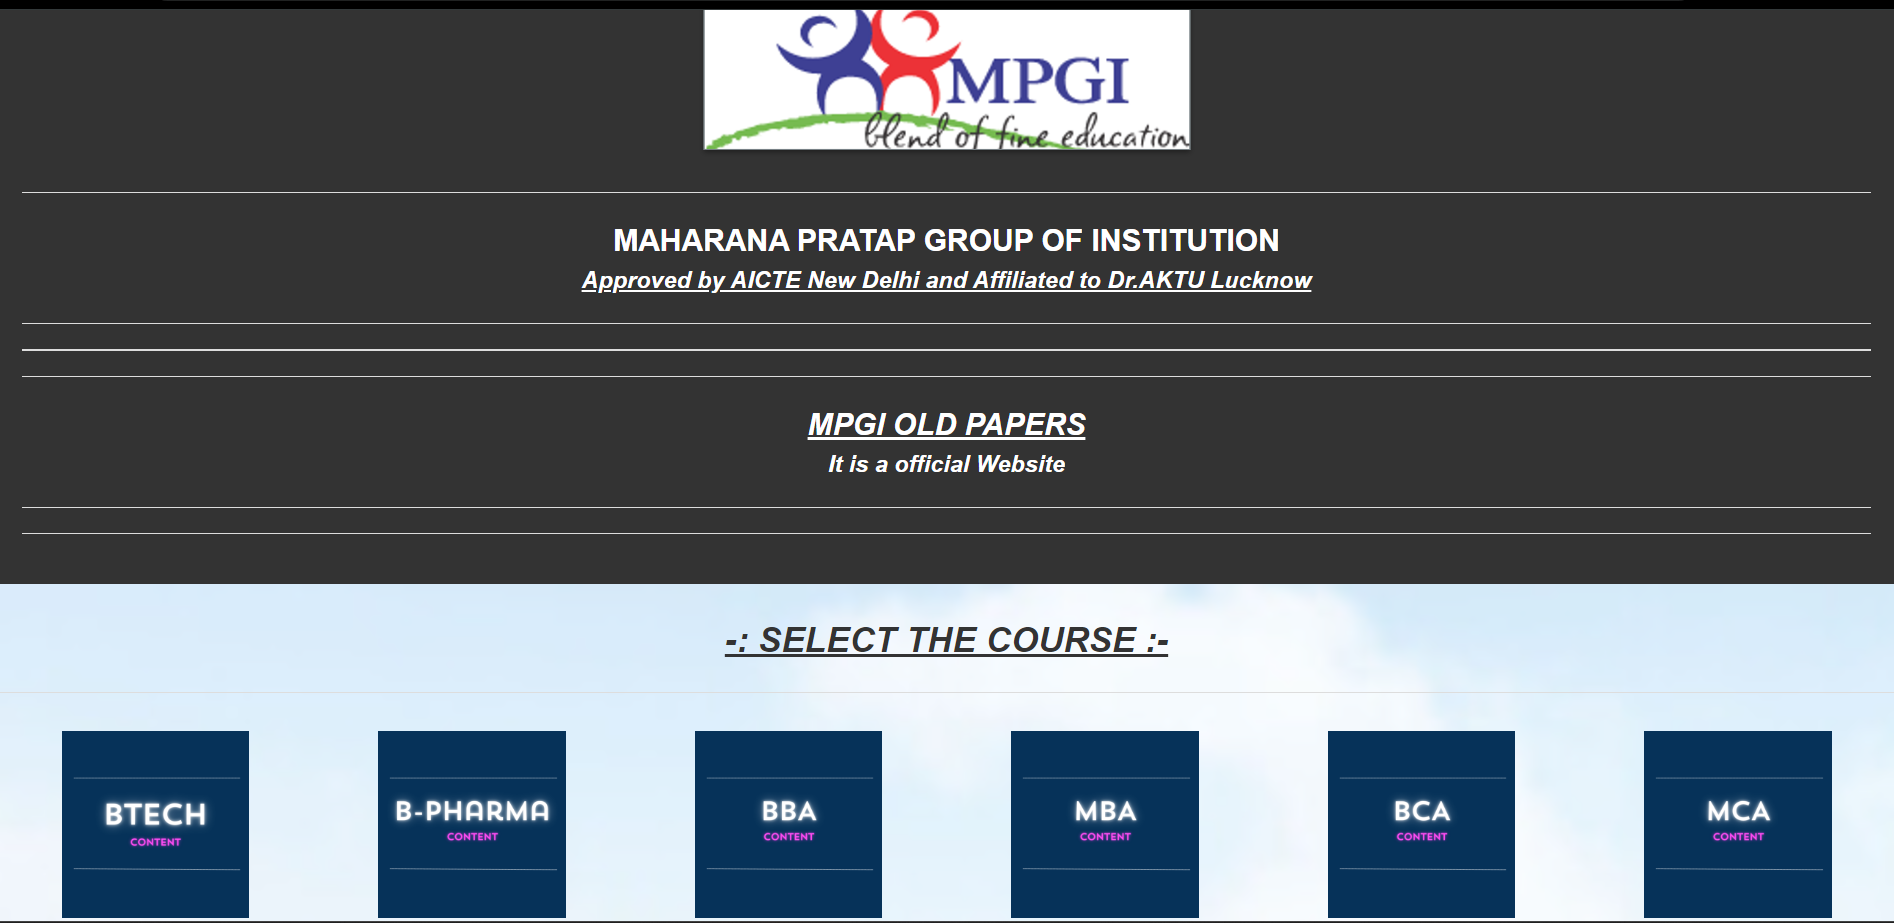 MPGI
blend of fine education
MAHARANA PRATAP GROUP OF INSTITUTION
Approved by AICTE New Delhi and Affiliated to Dr.AKTU Lucknow
MPGI OLD PAPERS
It is a official Website
-: SELECT THE COURSE :-
BTECH
CONTENT
B-PHARMA
CONTENT
BBA
CONTENT
MBA
CONTENT
BCA
CONTENT
MCA
CONTENT